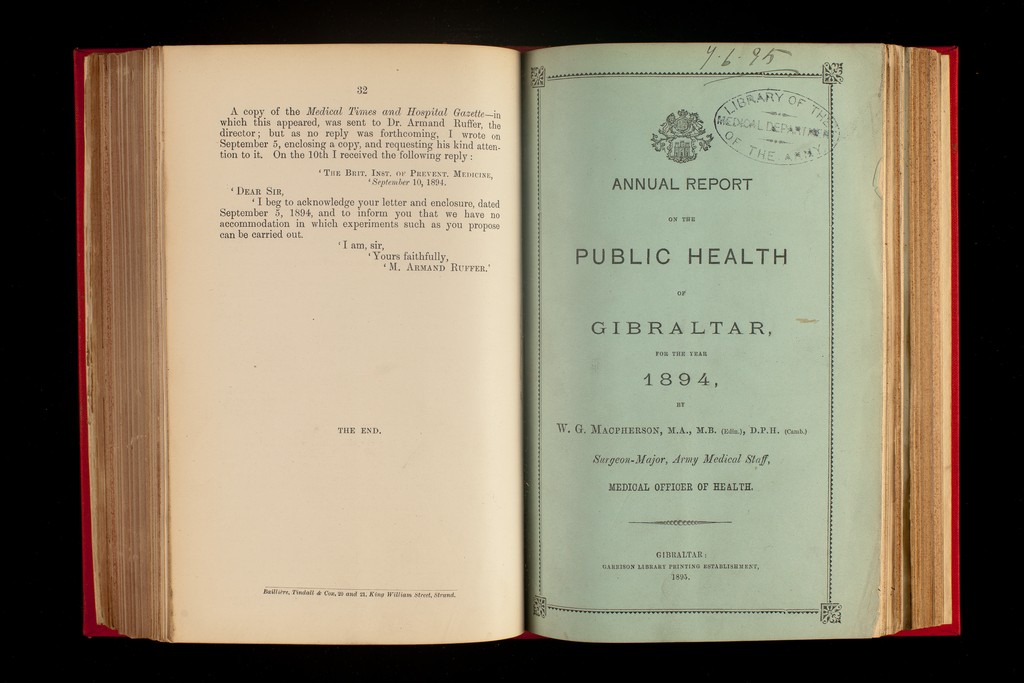 32
A copy of the Medical Times and Hospital Gazette—in
which this appeared, was sent to Dr. Armand Ruffer, the
director; but as no reply was forthcoming, I wrote on
September 5, enclosing a copy, and requesting his kind atten-
tion to it. On the 10th I received the following reply:
'THE BRIT. INST. OF PREVENT. MEDICINE,
'September 10, 1894.
'DEAR SIR,
'I beg to acknowledge your letter and enclosure, dated
September 5, 1894, and to inform you that we have no
accommodation in which experiments such as you propose
can be carried out.
'I am, sir,
'Yours faithfully,
'M. ARMAND RUFFER.'
THE END.
Baillière, Tindall & Cox, 20 and 21, King William Street, Strand.
4.6.95
LIBRARY OF THE
MEDICAL DEPARTMENT
OF THE ARMY
ANNUAL REPORT
ON THE
PUBLIC HEALTH
OF
GIBRALTAR,
FOR THE YEAR
1894,
BY
W. G. MACPHERSON, M.A., M.B. (Edin.), D.P.H. (Camb.)
Surgeon-Major, Army Medical Staff,
MEDICAL OFFICER OF HEALTH.
GIBRALTAR:
GARRISON LIBRARY PRINTING ESTABLISHMENT,
1895.